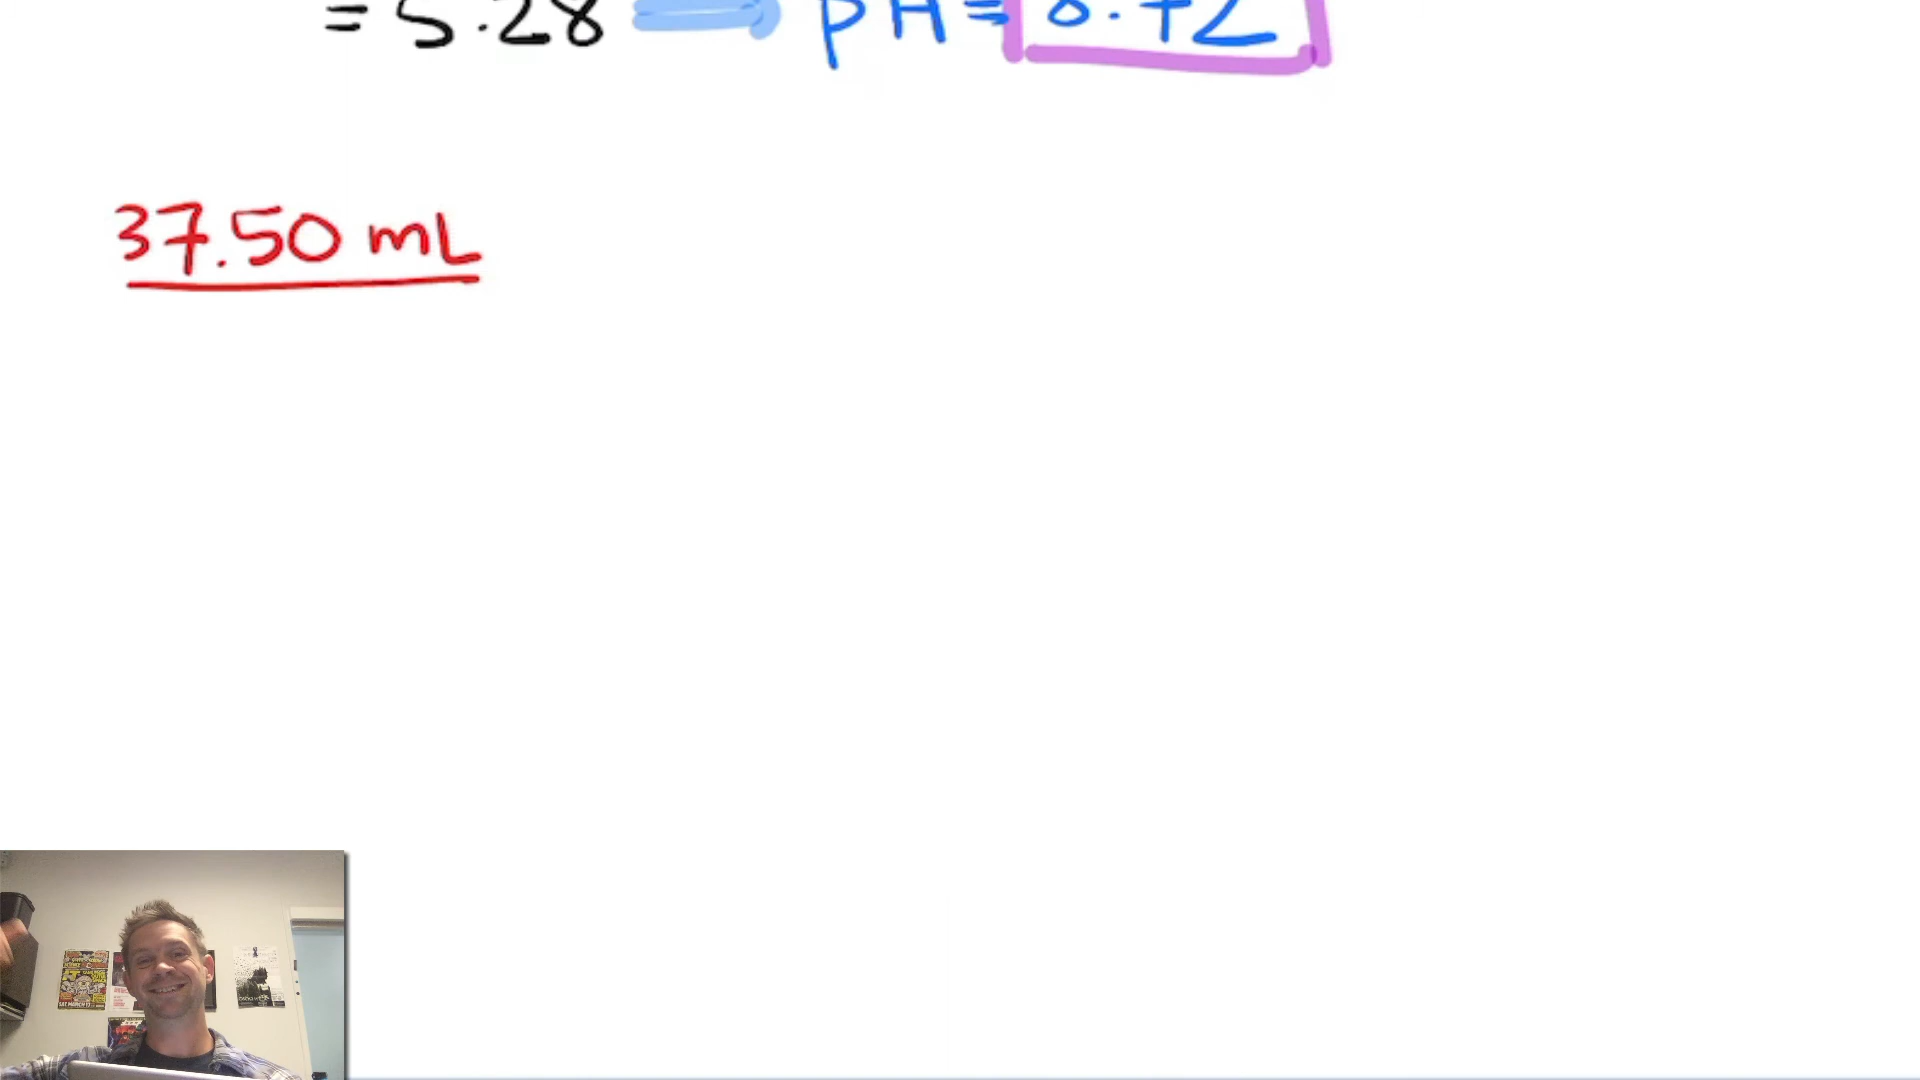 = 5.28 ⟹ pH = 8.72
37.50 mL